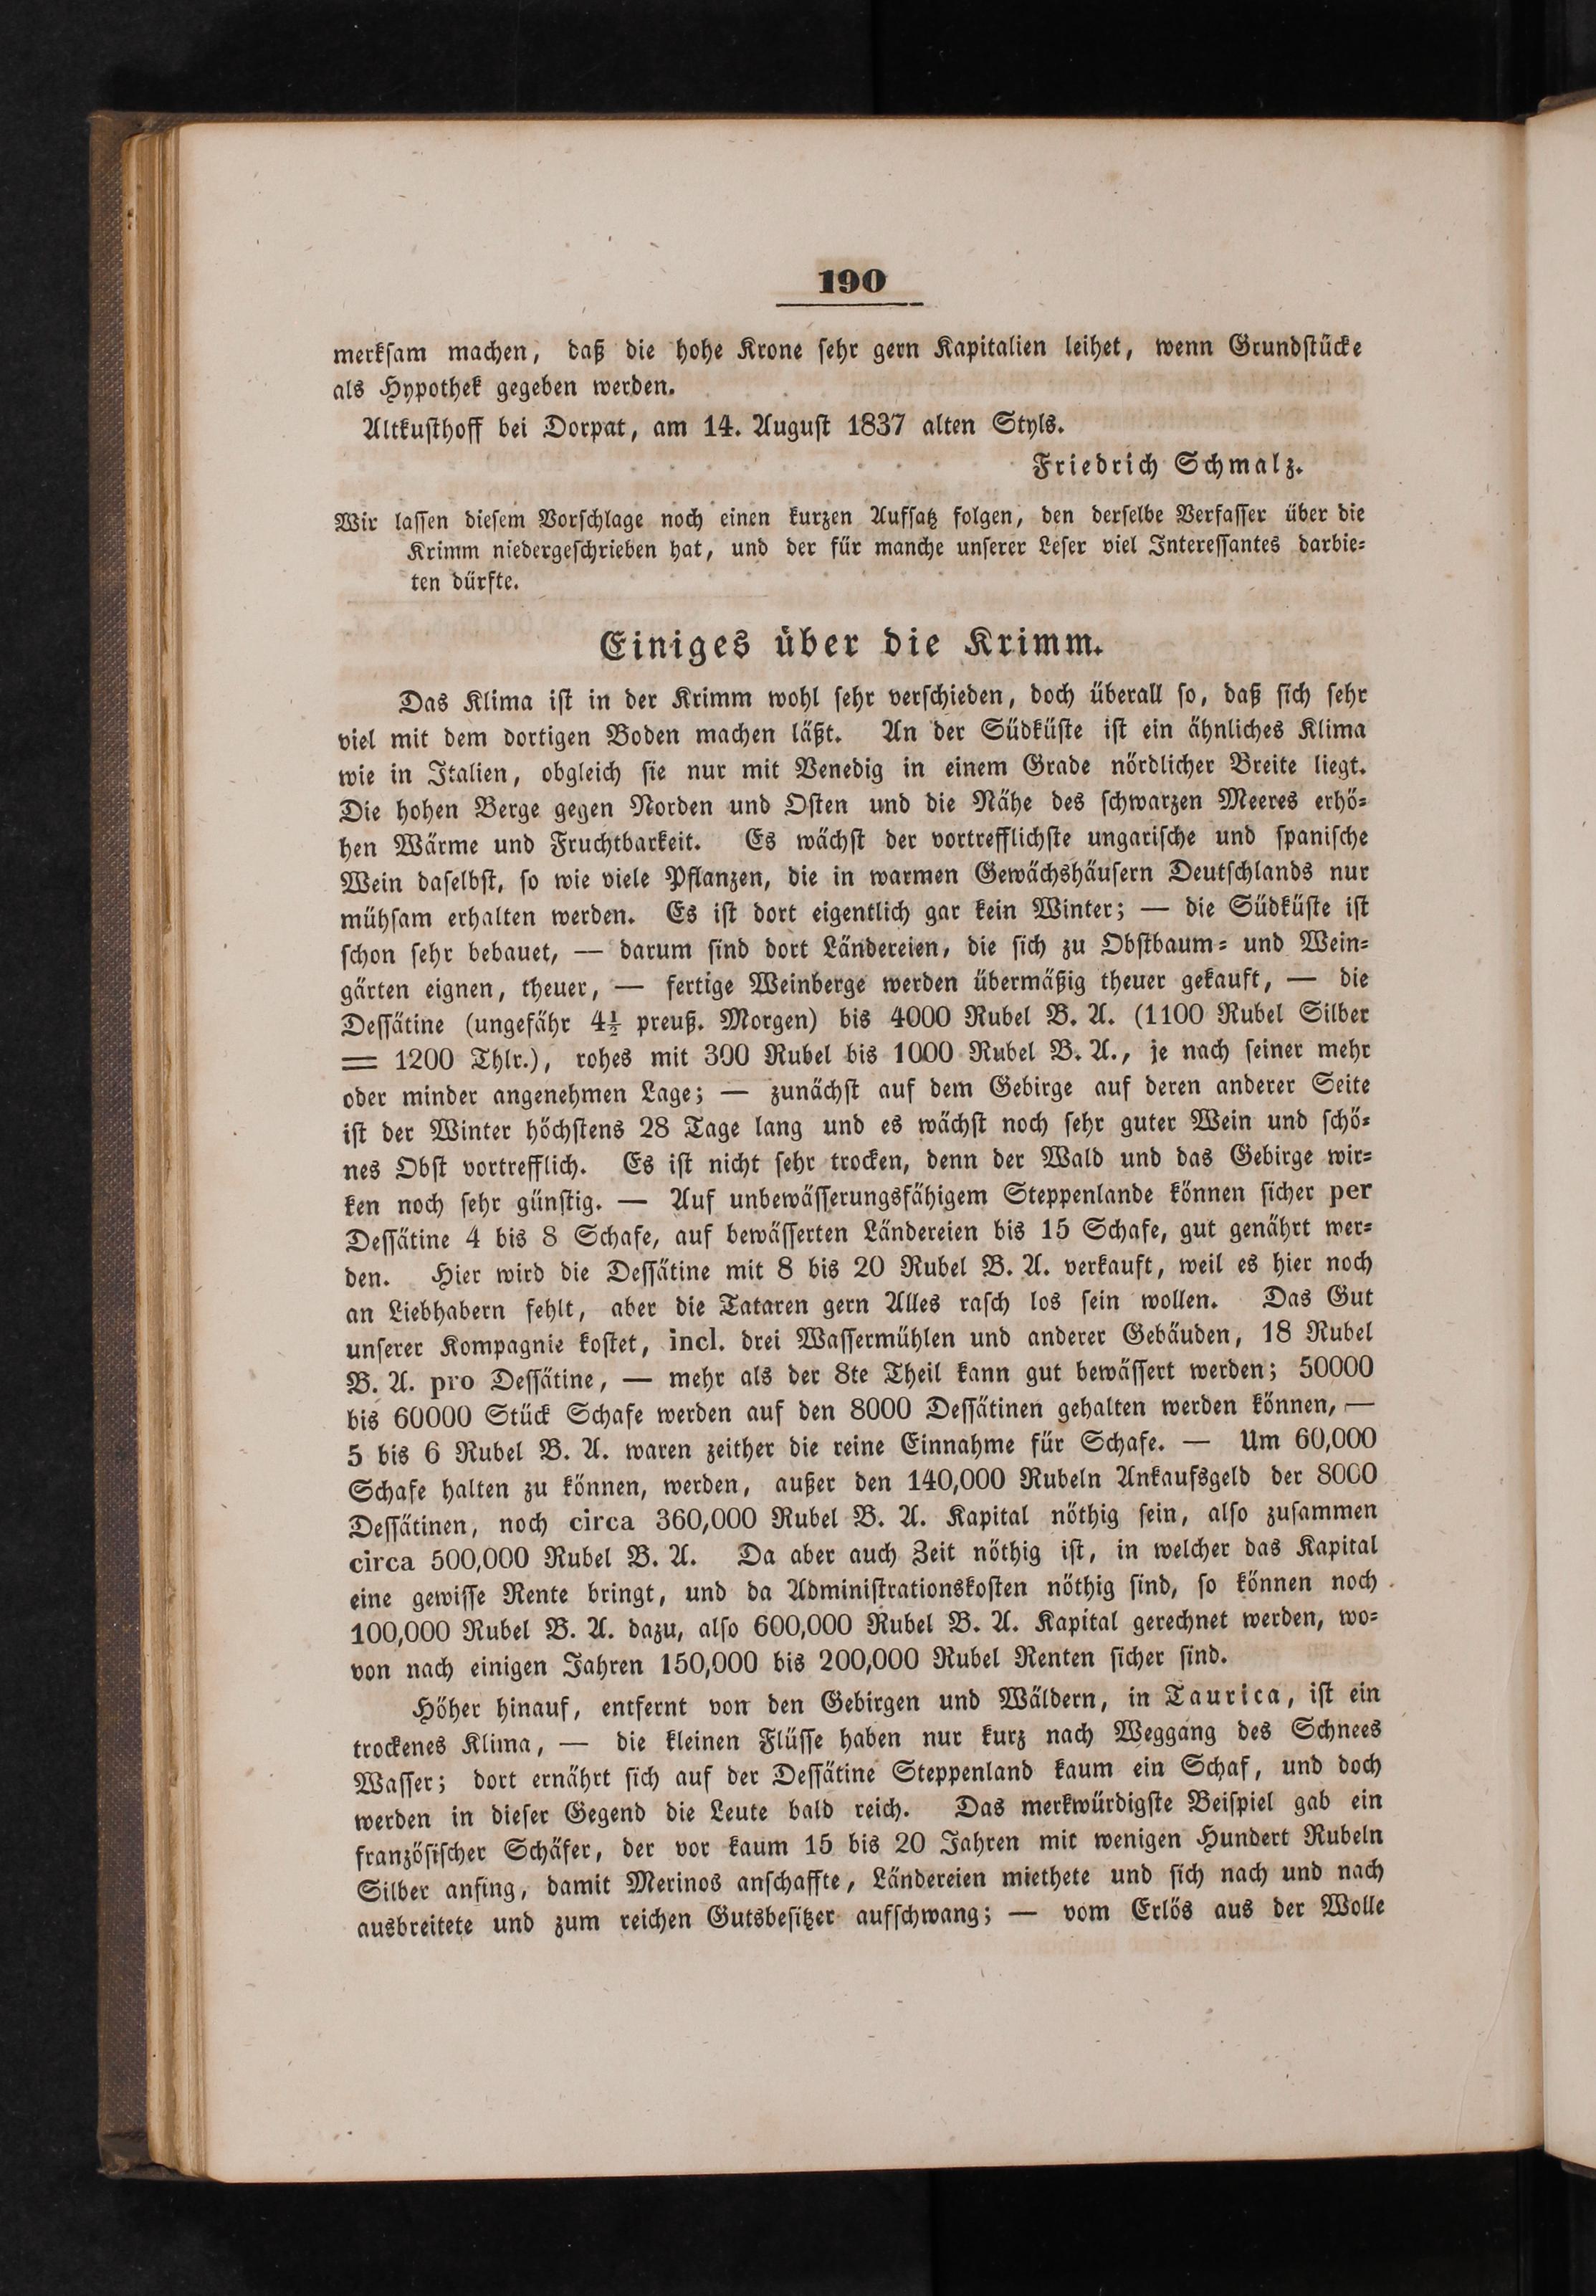 190
merksam machen, daß die hohe Krone sehr gern Kapitalien leihet, wenn Grundstücke
als Hypothek gegeben werden.
Altkusthoff bei Dorpat, am 14. August 1837 alten Styls.
Friedrich Schmalz.
Wir lassen diesem Vorschlage noch einen kurzen Aufsatz folgen, den derselbe Verfasser über die
Krimm niedergeschrieben hat, und der für manche unserer Leser viel Interessantes darbie-
ten dürfte.
Einiges über die Krimm.
Das Klima ist in der Krimm wohl sehr verschieden, doch überall so, daß sich sehr
viel mit dem dortigen Boden machen läßt. An der Südküste ist ein ähnliches Klima
wie in Italien, obgleich sie nur mit Venedig in einem Grade nördlicher Breite liegt.
Die hohen Berge gegen Norden und Osten und die Nähe des schwarzen Meeres erhö-
hen Wärme und Fruchtbarkeit. Es wächst der vortrefflichste ungarische und spanische
Wein daselbst, so wie viele Pflanzen, die in warmen Gewächshäusern Deutschlands nur
mühsam erhalten werden. Es ist dort eigentlich gar kein Winter; — die Südküste ist
schon sehr bebauet, — darum sind dort Ländereien, die sich zu Obstbaum- und Wein-
gärten eignen, theuer, — fertige Weinberge werden übermäßig theuer gekauft, — die
Dessätine (ungefähr 4½ preuß. Morgen) bis 4000 Rubel B. A. (1100 Rubel Silber
= 1200 Thlr.), rohes mit 300 Rubel bis 1000 Rubel B. A., je nach seiner mehr
oder minder angenehmen Lage; — zunächst auf dem Gebirge auf deren anderer Seite
ist der Winter höchstens 28 Tage lang und es wächst noch sehr guter Wein und schö-
nes Obst vortrefflich. Es ist nicht sehr trocken, denn der Wald und das Gebirge wir-
ken noch sehr günstig. — Auf unbewässerungsfähigem Steppenlande können sicher per
Dessätine 4 bis 8 Schafe, auf bewässerten Ländereien bis 15 Schafe, gut genährt wer-
den. Hier wird die Dessätine mit 8 bis 20 Rubel B. A. verkauft, weil es hier noch
an Liebhabern fehlt, aber die Tataren gern Alles rasch los sein wollen. Das Gut
unserer Kompagnie kostet, incl. drei Wassermühlen und anderer Gebäuden, 18 Rubel
B. A. pro Dessätine, — mehr als der 8te Theil kann gut bewässert werden; 50000
bis 60000 Stück Schafe werden auf den 8000 Dessätinen gehalten werden können, —
5 bis 6 Rubel B. A. waren zeither die reine Einnahme für Schafe. — Um 60,000
Schafe halten zu können, werden, außer den 140,000 Rubeln Ankaufsgeld der 8000
Dessätinen, noch circa 360,000 Rubel B. A. Kapital nöthig sein, also zusammen
circa 500,000 Rubel B. A. Da aber auch Zeit nöthig ist, in welcher das Kapital
eine gewisse Rente bringt, und da Administrationskosten nöthig sind, so können noch
100,000 Rubel B. A. dazu, also 600,000 Rubel B. A. Kapital gerechnet werden, wo-
von nach einigen Jahren 150,000 bis 200,000 Rubel Renten sicher sind.
Höher hinauf, entfernt von den Gebirgen und Wäldern, in Taurica, ist ein
trockenes Klima, — die kleinen Flüsse haben nur kurz nach Weggang des Schnees
Wasser; dort ernährt sich auf der Dessätine Steppenland kaum ein Schaf, und doch
werden in dieser Gegend die Leute bald reich. Das merkwürdigste Beispiel gab ein
französischer Schäfer, der vor kaum 15 bis 20 Jahren mit wenigen Hundert Rubeln
Silber anfing, damit Merinos anschaffte, Ländereien miethete und sich nach und nach
ausbreitete und zum reichen Gutsbesitzer aufschwang; — vom Erlös aus der Wolle